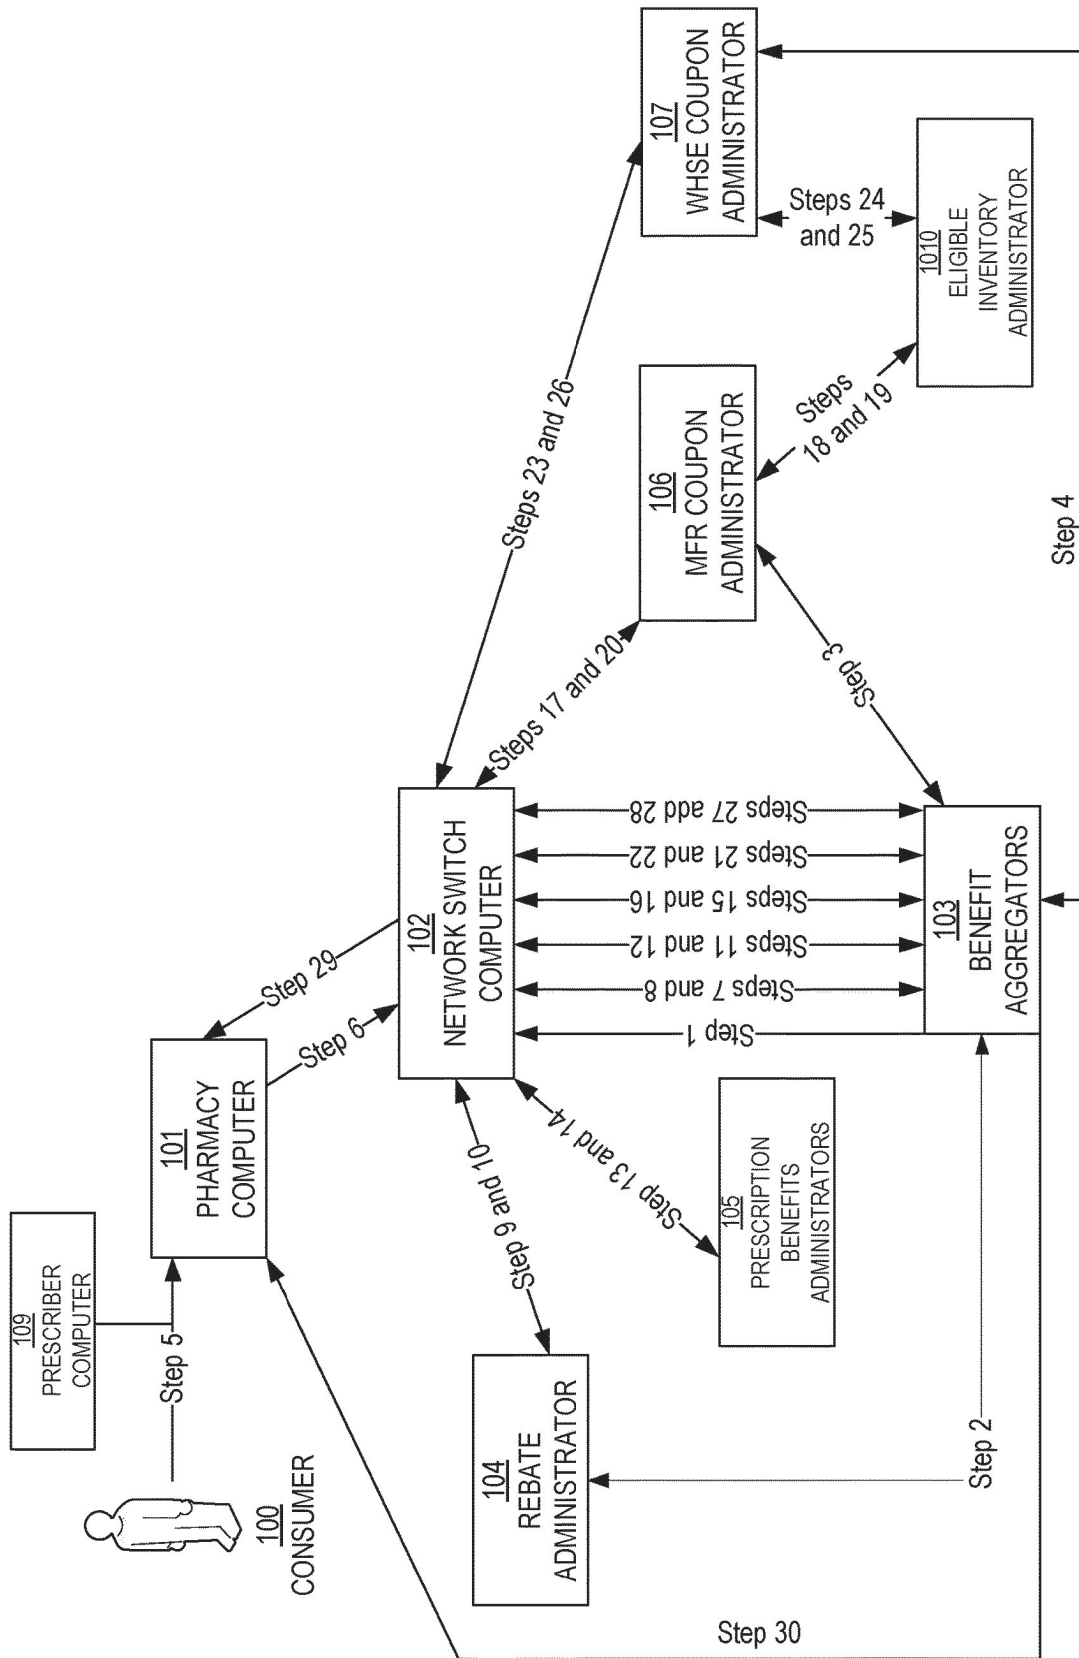 109
PRESCRIBER
COMPUTER
Step 5
100
CONSUMER
101
PHARMACY
COMPUTER
Step 29
Step 6
102
NETWORK SWITCH
COMPUTER
Steps 23 and 26
Steps 17 and 20
Step 9 and 10
Step 13 and 14
104
REBATE
ADMINISTRATOR
105
PRESCRIPTION
BENEFITS
ADMINISTRATORS
Step 1
Steps 7 and 8
Steps 11 and 12
Steps 15 and 16
Steps 21 and 22
Steps 27 add 28
106
MFR COUPON
ADMINISTRATOR
107
WHSE COUPON
ADMINISTRATOR
Steps 24
and 25
Steps
18 and 19
1010
ELIGIBLE
INVENTORY
ADMINISTRATOR
Step 3
103
BENEFIT
AGGREGATORS
Step 2
Step 30
Step 4